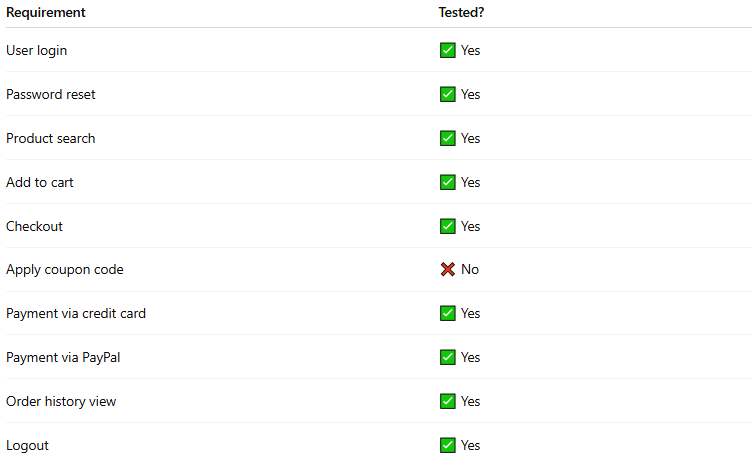 Requirement Tested?
User login ✅ Yes
Password reset ✅ Yes
Product search ✅ Yes
Add to cart ✅ Yes
Checkout ✅ Yes
Apply coupon code ❌ No
Payment via credit card ✅ Yes
Payment via PayPal ✅ Yes
Order history view ✅ Yes
Logout ✅ Yes